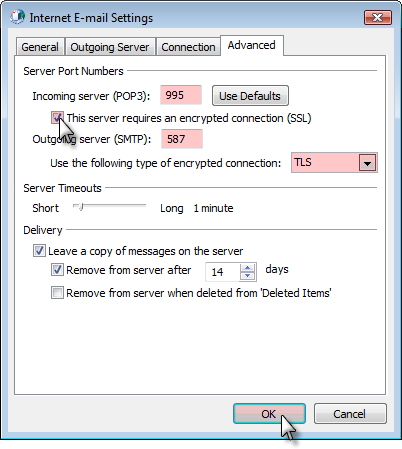 Internet E-mail Settings
General Outgoing Server Connection Advanced
Server Port Numbers
Incoming server (POP3): 995 Use Defaults
This server requires an encrypted connection (SSL)
Outgoing server (SMTP): 587
Use the following type of encrypted connection: TLS
Server Timeouts
Short Long 1 minute
Delivery
Leave a copy of messages on the server
Remove from server after 14 days
Remove from server when deleted from 'Deleted Items'
OK Cancel